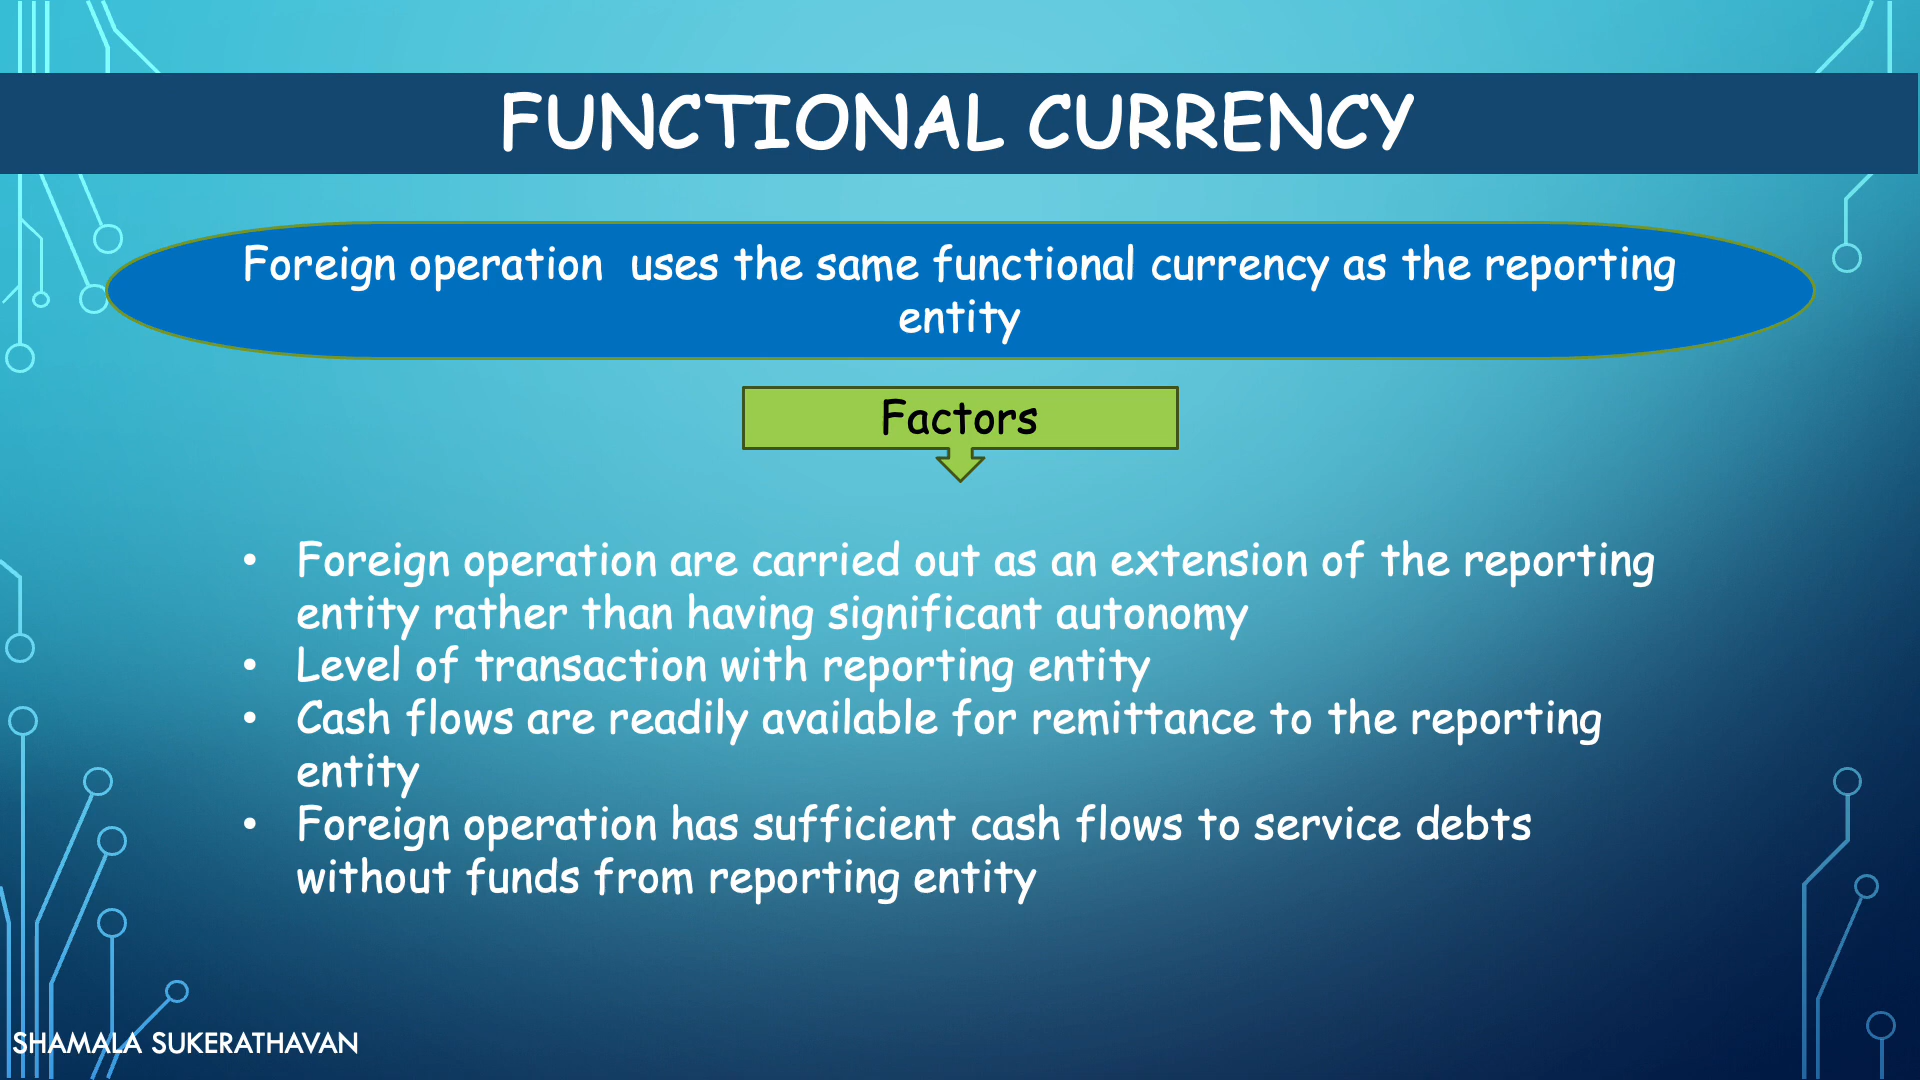 FUNCTIONAL CURRENCY
Foreign operation  uses the same functional currency as the reporting
entity
Factors
• Foreign operation are carried out as an extension of the reporting
entity rather than having significant autonomy
• Level of transaction with reporting entity
• Cash flows are readily available for remittance to the reporting
entity
• Foreign operation has sufficient cash flows to service debts
without funds from reporting entity
SHAMALA SUKERATHAVAN